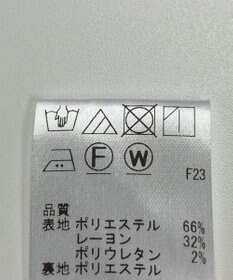 F W
F23
品質
表地 ポリエステル 66%
レーヨン 32%
ポリウレタン 2%
裏地 ポリエステル